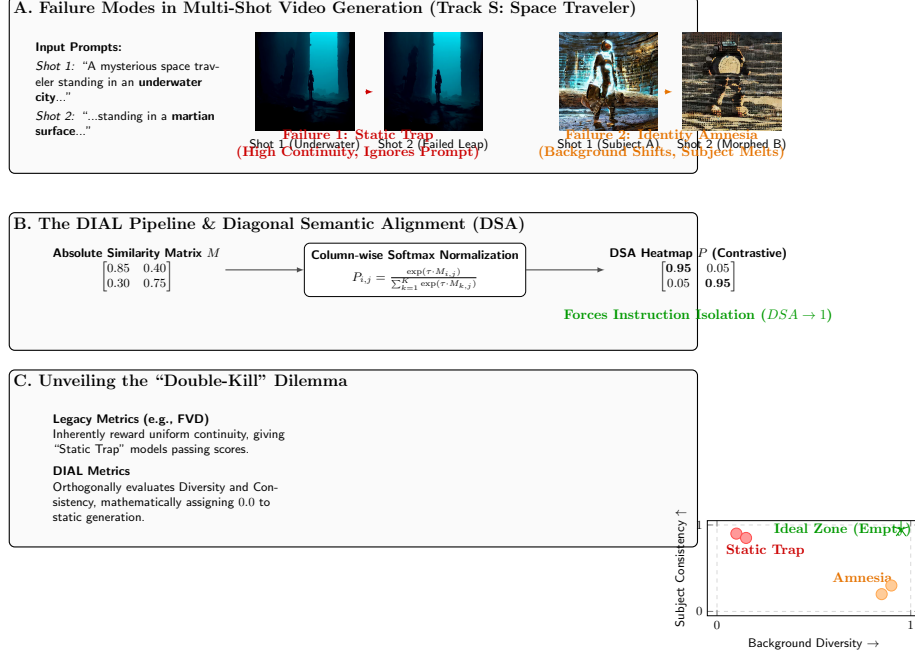 A. Failure Modes in Multi-Shot Video Generation (Track S: Space Traveler)
Input Prompts:
Shot 1: “A mysterious space trav-
eler standing in an underwater
city...”
Shot 2: “...standing in a martian
surface...”
Failure 1: Static Trap
Shot 1 (Underwater)
Shot 2 (Failed Leap)
(High Continuity, Ignores Prompt)
Failure 2: Identity Amnesia
Shot 1 (Subject A)
Shot 2 (Morphed B)
(Background Shifts, Subject Melts)
B. The DIAL Pipeline & Diagonal Semantic Alignment (DSA)
Absolute Similarity Matrix M
[0.85 0.40
0.30 0.75]
Column-wise Softmax Normalization
P_{i,j} = exp(τ·M_{i,j}) / ∑_{k=1}^{K} exp(τ·M_{k,j})
DSA Heatmap P (Contrastive)
[0.95 0.05
0.05 0.95]
Forces Instruction Isolation (DSA → 1)
C. Unveiling the “Double-Kill” Dilemma
Legacy Metrics (e.g., FVD)
Inherently reward uniform continuity, giving
“Static Trap” models passing scores.
DIAL Metrics
Orthogonally evaluates Diversity and Con-
sistency, mathematically assigning 0.0 to
static generation.
Subject Consistency ↑
1
Ideal Zone (Empty)
Static Trap
Amnesia
0
0
1
Background Diversity →